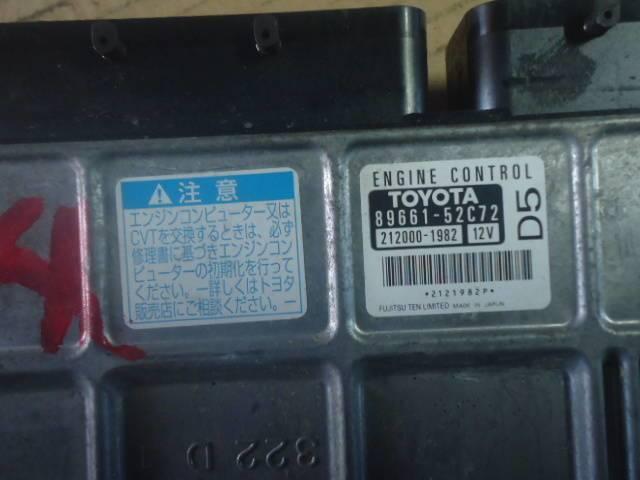 ⚠ 注意
エンジンコンピューター又は
CVTを交換するときは、必ず
修理書に基づきエンジンコン
ピューターの初期化を行って
ください。ー詳しくはトヨタ
販売店にご相談ください。ー
ENGINE CONTROL
TOYOTA
89661-52C72
212000-1982 12V
D5
*2121982P*
FUJITSU TEN LIMITED MADE IN JAPAN
322 D